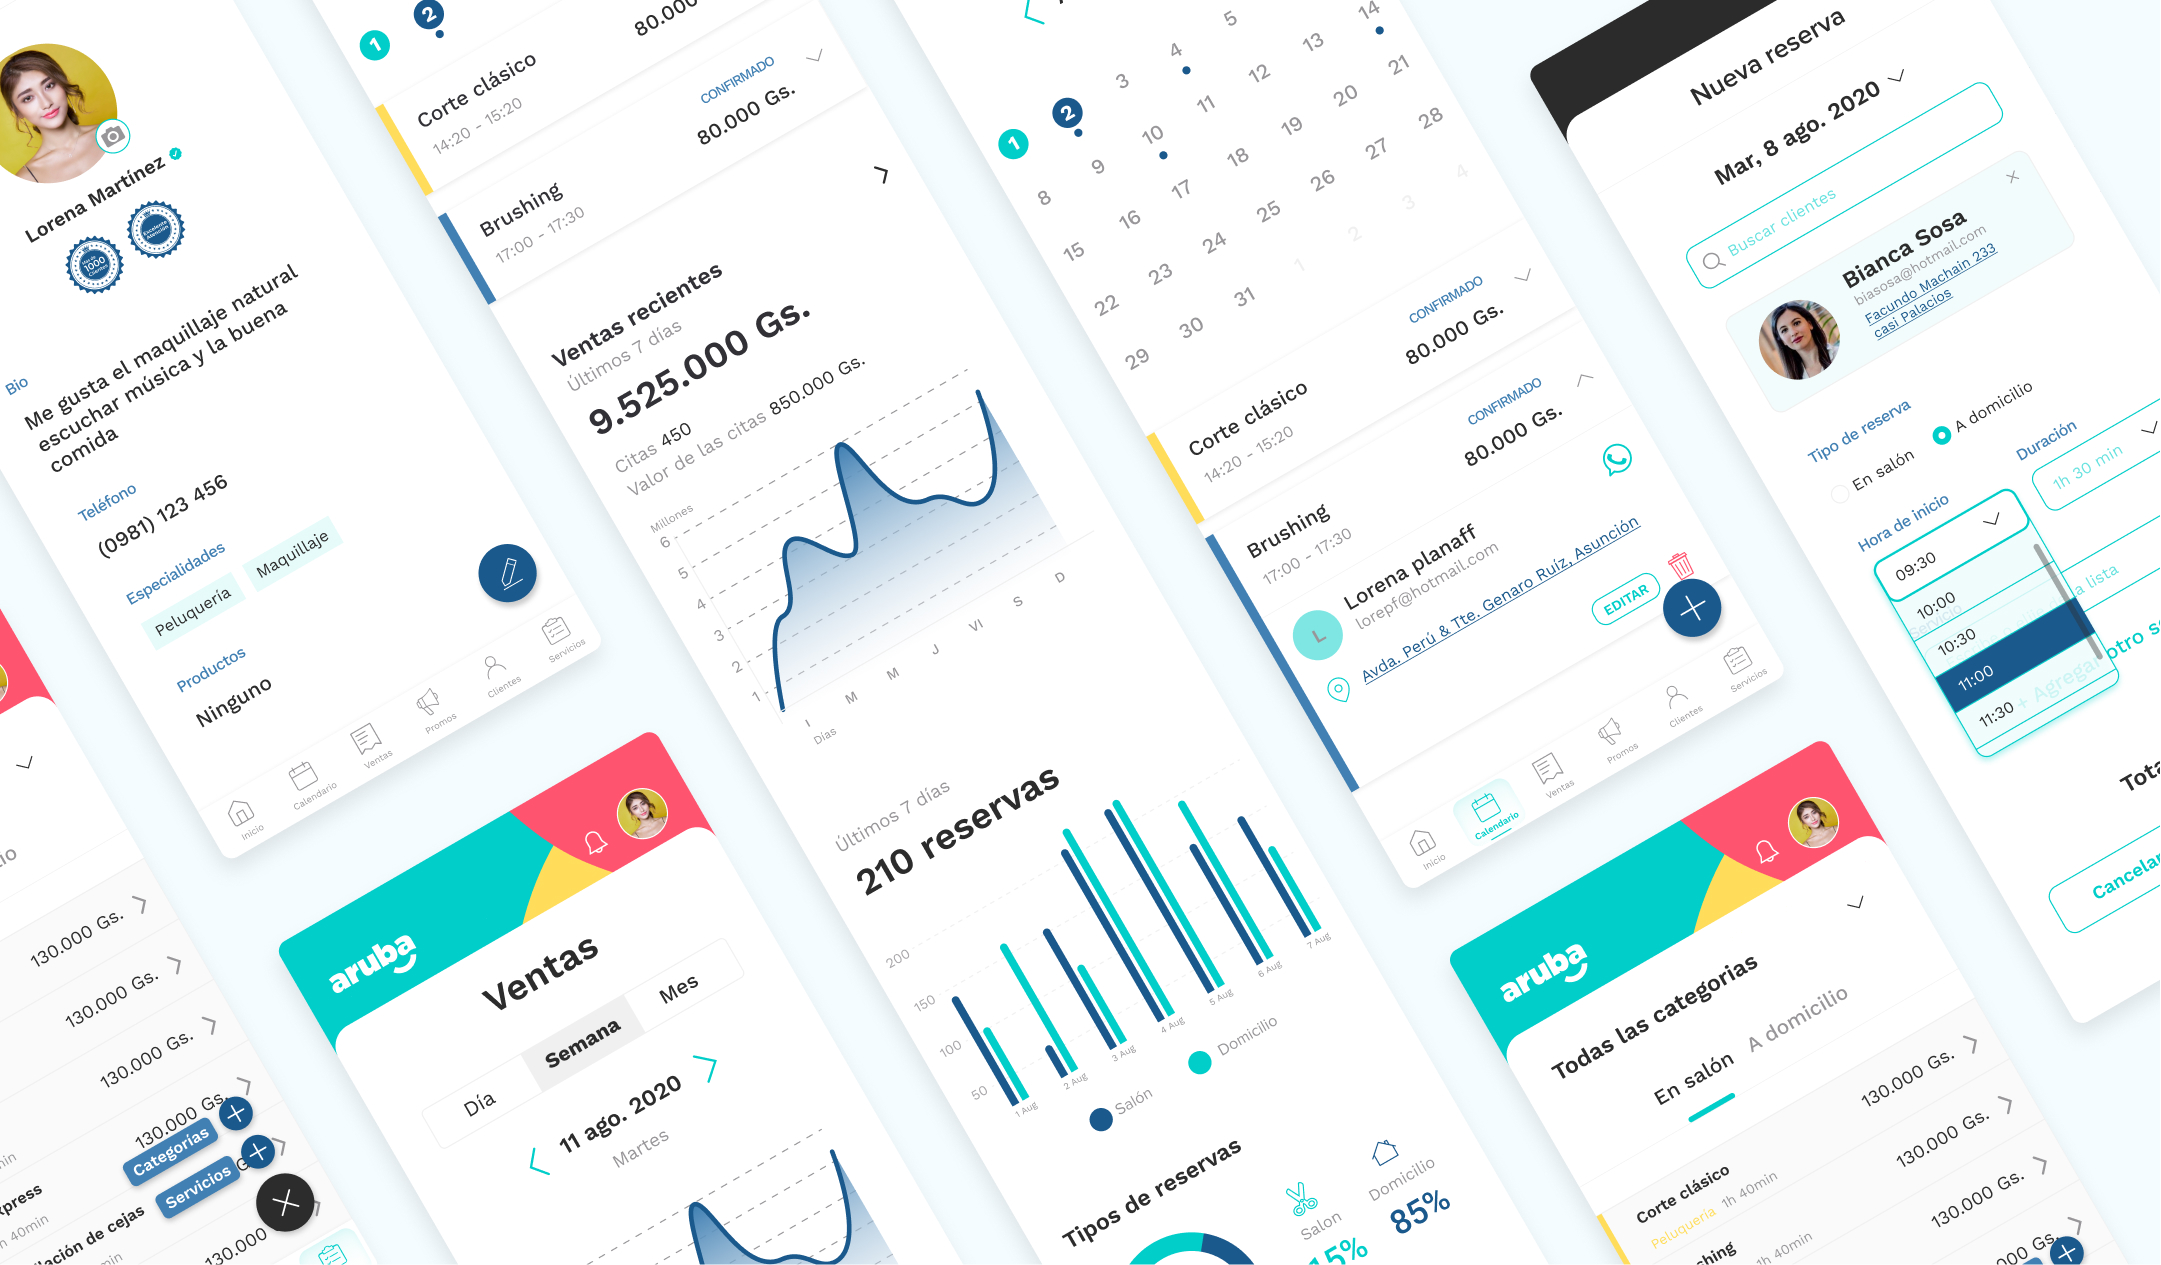 Lorena Martínez
Más de
1000
Clientes
Excelente
Atención
Bio
Me gusta el maquillaje natural
escuchar música y la buena
comida
Teléfono
(0981) 123 456
Especialidades
Peluquería
Maquillaje
Productos
Ninguno
Inicio
Calendario
Ventas
Promos
Clientes
Servicios
130.000 Gs.
130.000 Gs.
130.000 Gs.
130.000 Gs.
Categorías
Servicios
40min
130.000
1
2
80.000
Corte clásico
14:20 - 15:20
CONFIRMADO
80.000 Gs.
Brushing
17:00 - 17:30
Ventas recientes
Últimos 7 días
9.525.000 Gs.
Citas 450
Valor de las citas 850.000 Gs.
Millones
6
5
4
3
2
1
Días
I M M J VI S D
Últimos 7 días
210 reservas
200
150
100
50
1 Aug
2 Aug
3 Aug
4 Aug
5 Aug
6 Aug
7 Aug
Salón
Domicilio
Tipos de reservas
Salon
15%
Domicilio
85%
aruba
Ventas
Día
Semana
Mes
11 ago. 2020
Martes
1 2 3 4 5
8 9 10 11 12 13 14
15 16 17 18 19 20 21
22 23 24 25 26 27 28
29 30 31 1 2 3 4
CONFIRMADO
Corte clásico
80.000 Gs.
14:20 - 15:20
CONFIRMADO
Brushing
80.000 Gs.
17:00 - 17:30
L
Lorena planaff
lorepf@hotmail.com
Avda. Perú & Tte. Genaro Ruíz, Asunción
EDITAR
Inicio
Calendario
Ventas
Promos
Clientes
Servicios
Nueva reserva
Mar, 8 ago. 2020
Buscar clientes
Bianca Sosa
biasosa@hotmail.com
Facundo Machain 233
casi Palacios
Tipo de reserva
En salón
A domicilio
Hora de inicio
Duración
09:30
1h 30 min
10:00
10:30
11:00
11:30
Servicio
lista
+ Agregar otro
Cancelar
aruba
Todas las categorias
En salón
A domicilio
Corte clásico
130.000 Gs.
Peluquería 1h 40min
130.000 Gs.
1h 40min
130.000 Gs.